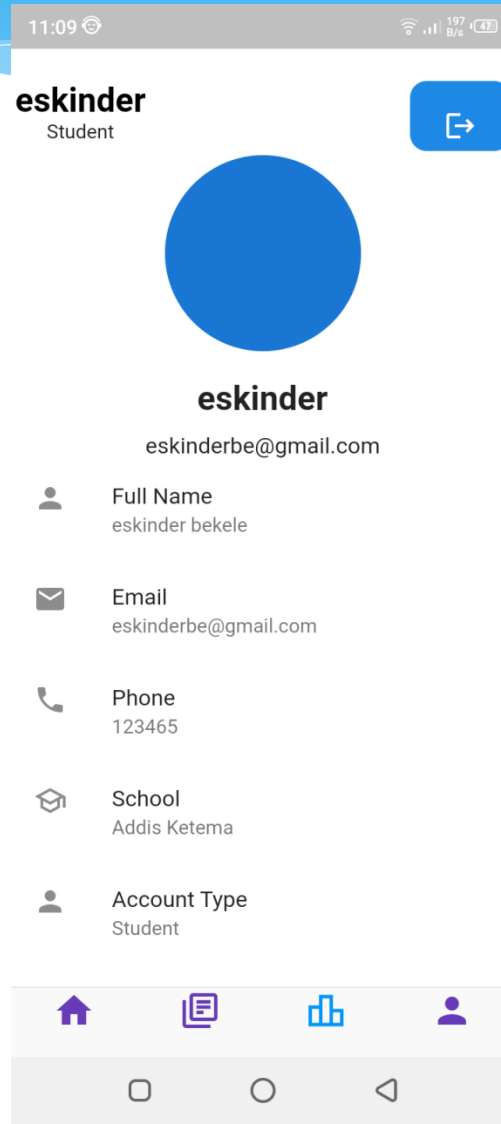 11:09
197
B/s
47
eskinder
Student
eskinder
eskinderbe@gmail.com
Full Name
eskinder bekele
Email
eskinderbe@gmail.com
Phone
123465
School
Addis Ketema
Account Type
Student